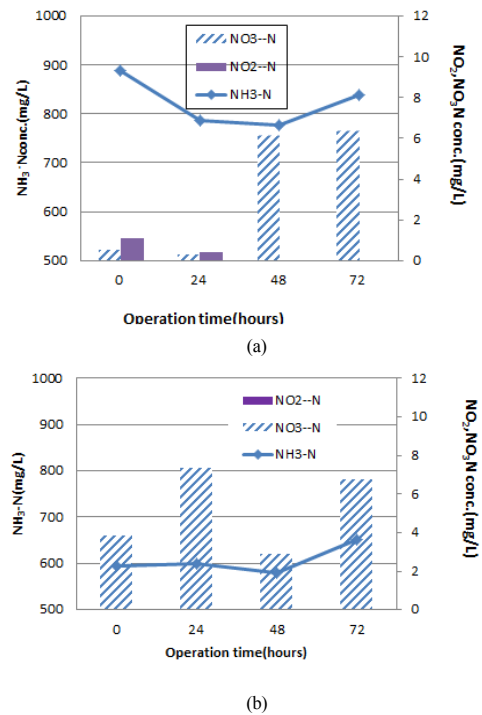 1000
900
800
700
600
500
NH3-Nconc.(mg/L)
NO3--N
NO2--N
NH3-N
12
10
8
6
4
2
0
NO2,NO3N conc.(mg/L)
0 24 48 72
Operation time(hours)
(a)
1000
900
800
700
600
500
NH3-N(mg/L)
NO2--N
NO3--N
NH3-N
12
10
8
6
4
2
0
NO2,NO3N conc.(mg/L)
0 24 48 72
Operation time(hours)
(b)